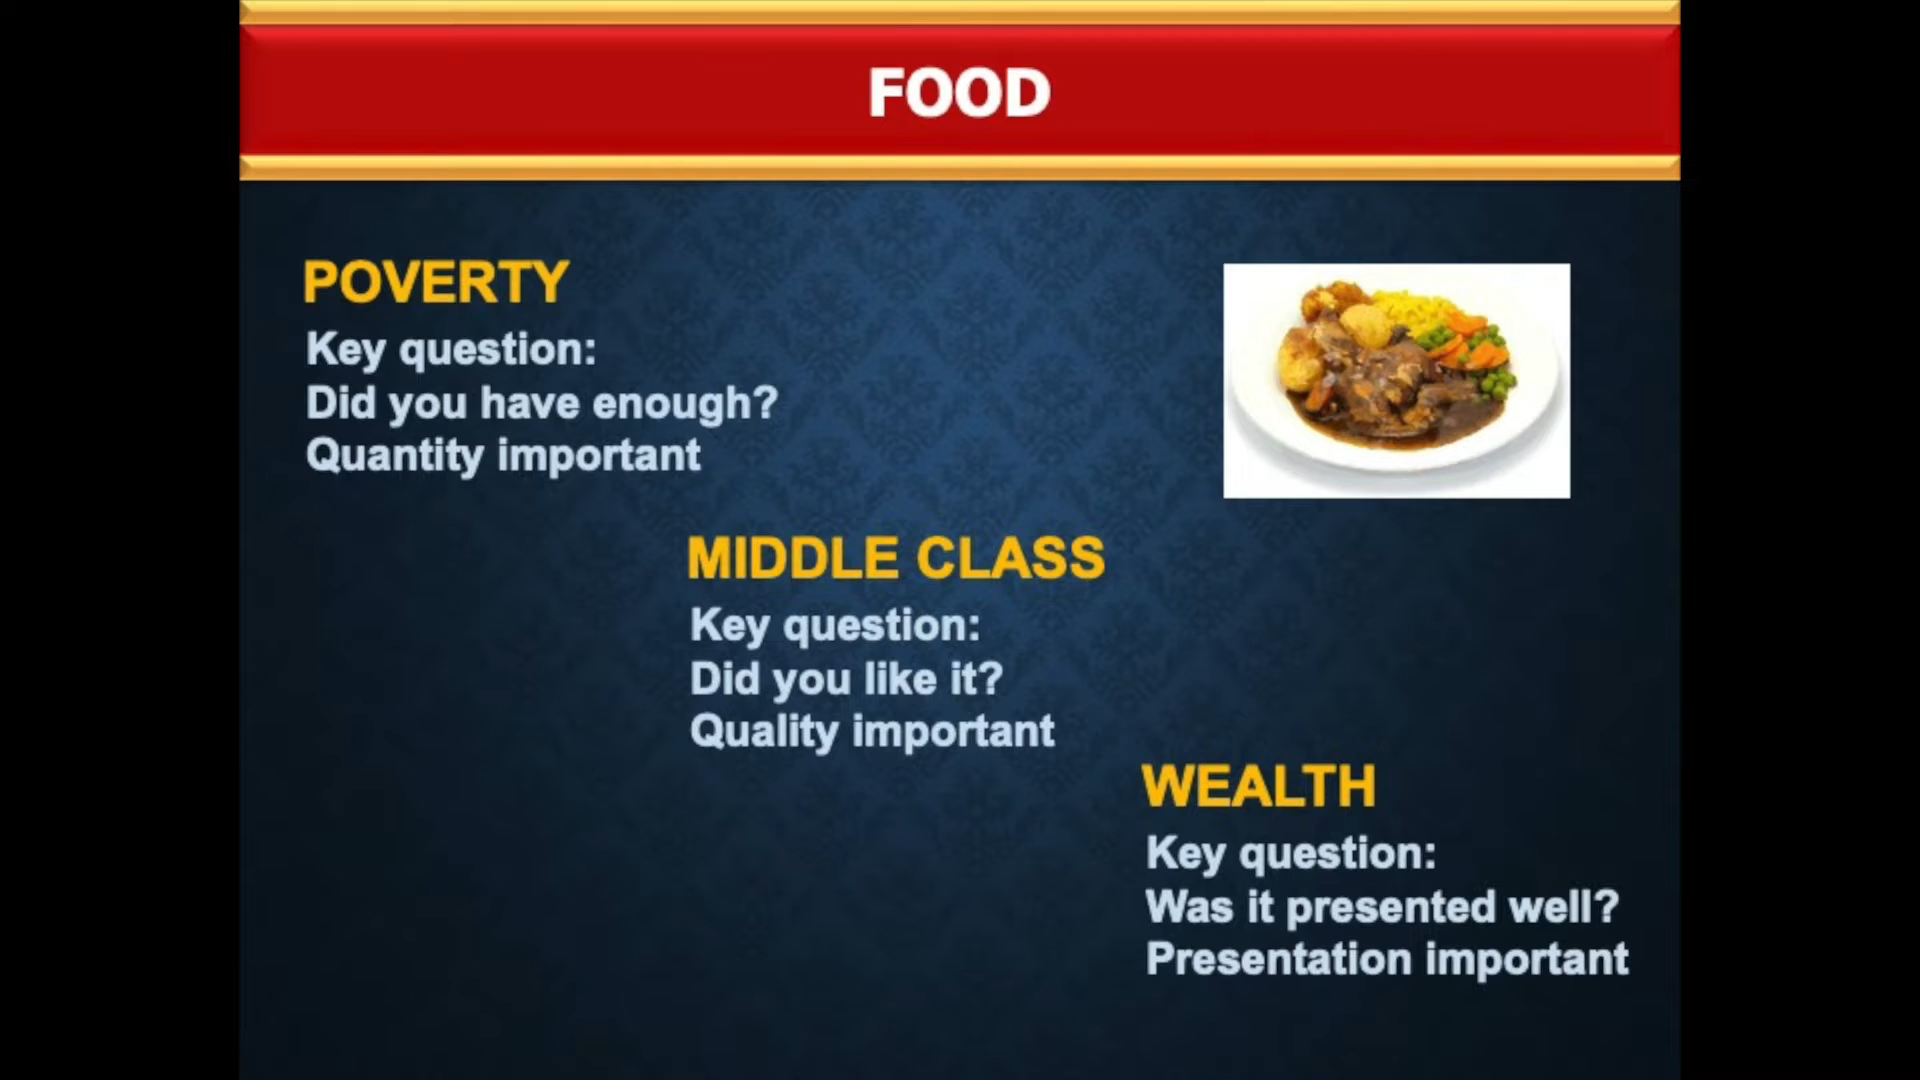 FOOD
POVERTY
Key question:
Did you have enough?
Quantity important
MIDDLE CLASS
Key question:
Did you like it?
Quality important
WEALTH
Key question:
Was it presented well?
Presentation important